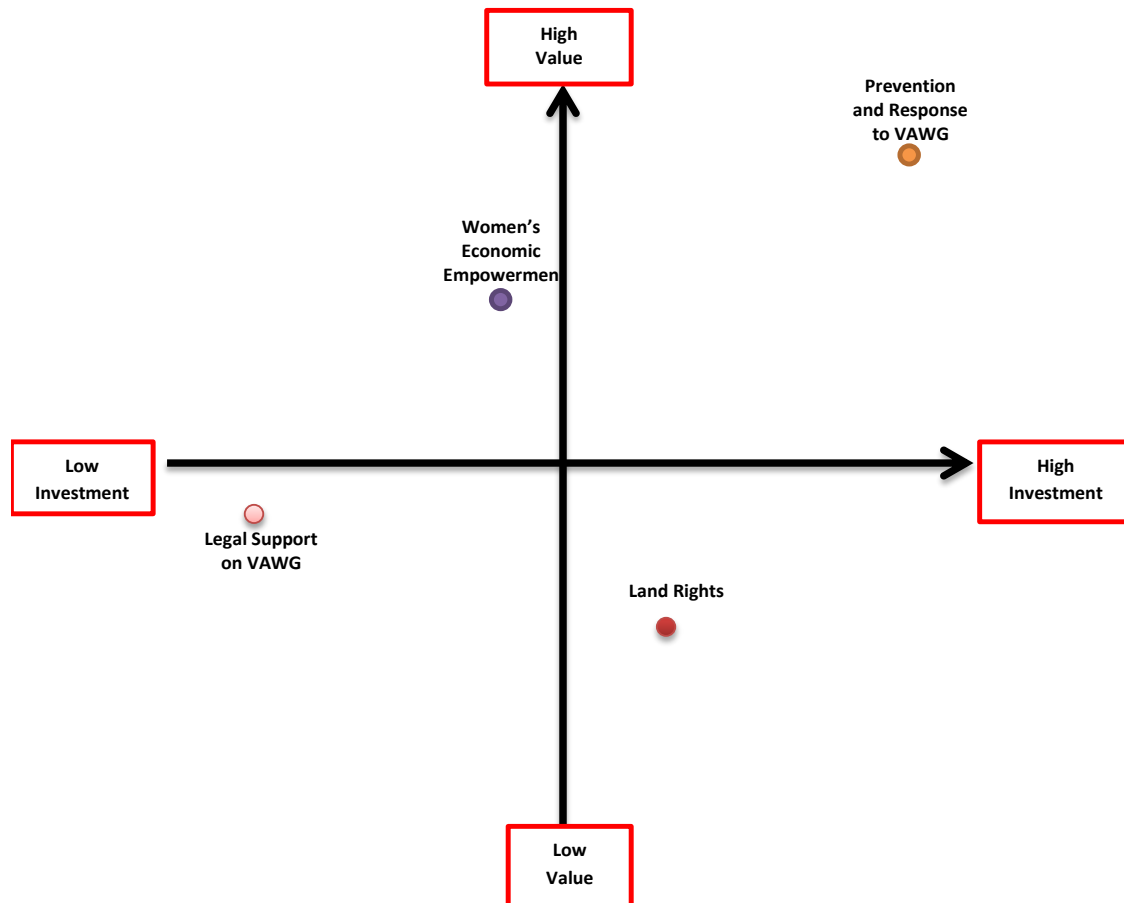 High
Value
Prevention
and Response
to VAWG
Women’s
Economic
Empowermen
Low
Investment
High
Investment
Legal Support
on VAWG
Land Rights
Low
Value